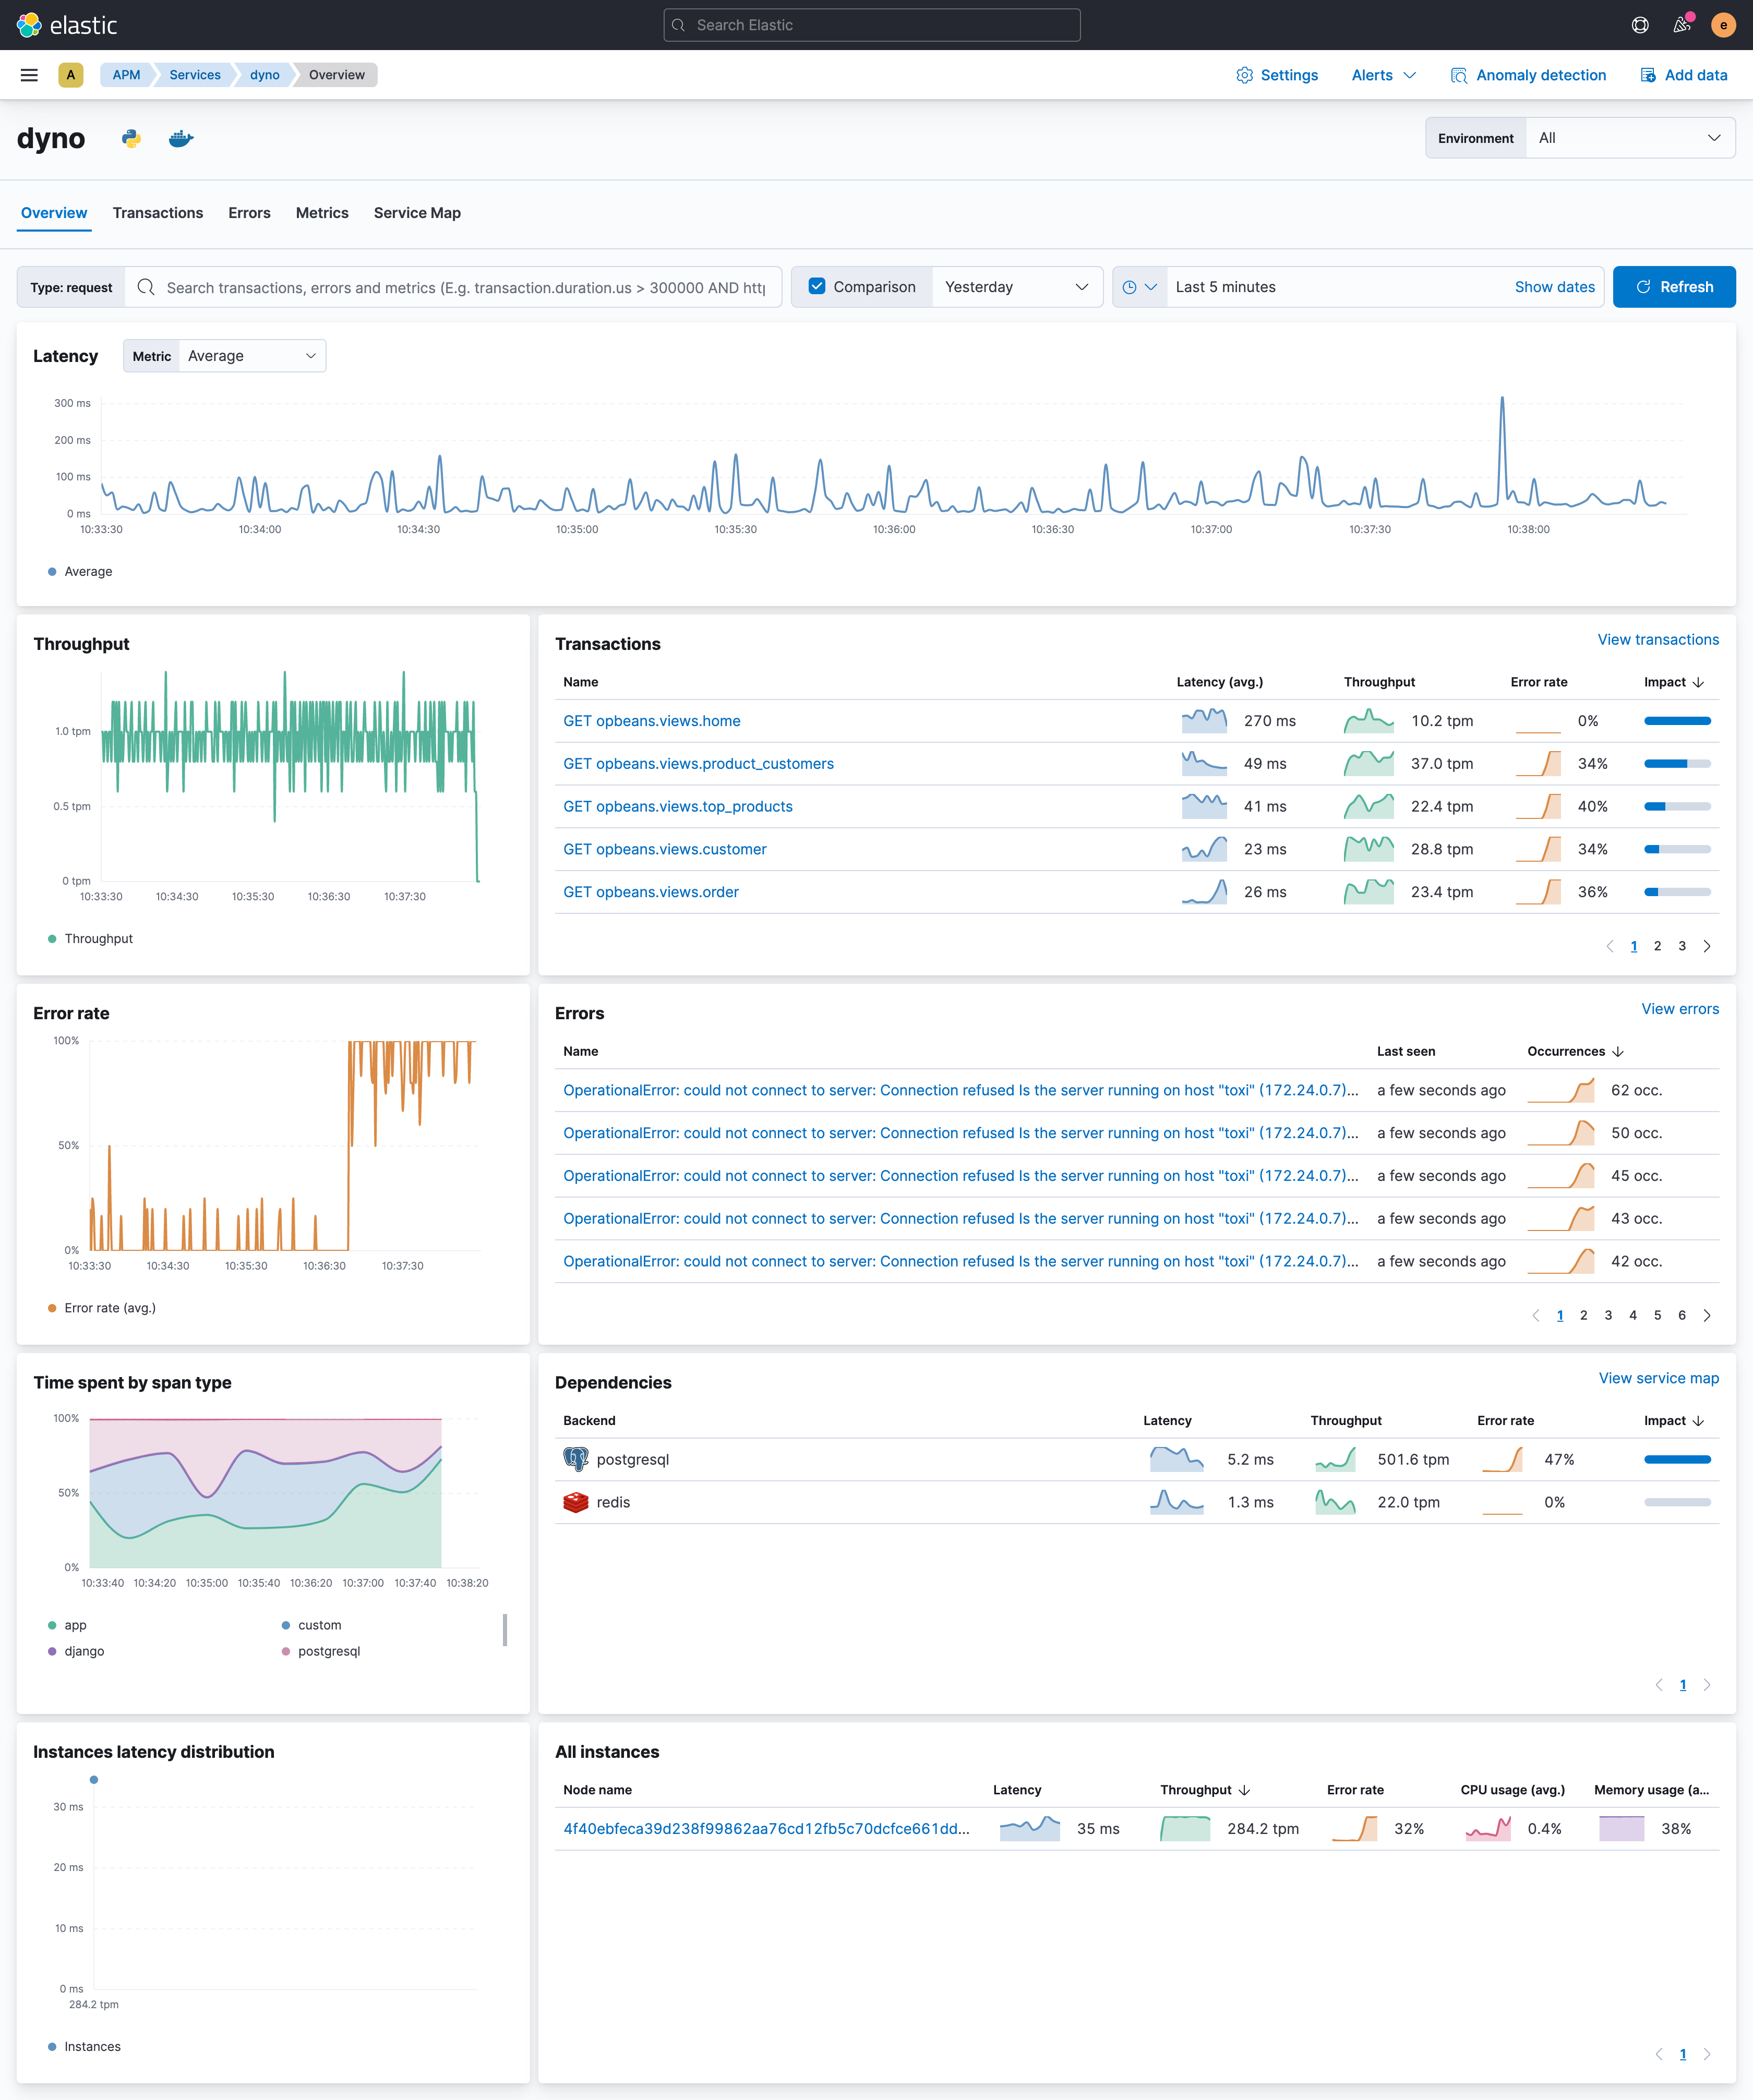 elastic
Search Elastic
e
A
APM Services dyno Overview
Settings Alerts Anomaly detection Add data
dyno
Environment All
Overview Transactions Errors Metrics Service Map
Type: request Search transactions, errors and metrics (E.g. transaction.duration.us > 300000 AND http
Comparison Yesterday
Last 5 minutes Show dates
Refresh
Latency Metric Average
300 ms
200 ms
100 ms
0 ms
10:33:30 10:34:00 10:34:30 10:35:00 10:35:30 10:36:00 10:36:30 10:37:00 10:37:30 10:38:00
Average
Throughput
1.0 tpm
0.5 tpm
0 tpm
10:33:30 10:34:30 10:35:30 10:36:30 10:37:30
Throughput
Transactions View transactions
Name Latency (avg.) Throughput Error rate Impact
GET opbeans.views.home 270 ms 10.2 tpm 0%
GET opbeans.views.product_customers 49 ms 37.0 tpm 34%
GET opbeans.views.top_products 41 ms 22.4 tpm 40%
GET opbeans.views.customer 23 ms 28.8 tpm 34%
GET opbeans.views.order 26 ms 23.4 tpm 36%
1 2 3
Error rate
100%
50%
0%
10:33:30 10:34:30 10:35:30 10:36:30 10:37:30
Error rate (avg.)
Errors View errors
Name Last seen Occurrences
OperationalError: could not connect to server: Connection refused Is the server running on host "toxi" (172.24.0.7)... a few seconds ago 62 occ.
OperationalError: could not connect to server: Connection refused Is the server running on host "toxi" (172.24.0.7)... a few seconds ago 50 occ.
OperationalError: could not connect to server: Connection refused Is the server running on host "toxi" (172.24.0.7)... a few seconds ago 45 occ.
OperationalError: could not connect to server: Connection refused Is the server running on host "toxi" (172.24.0.7)... a few seconds ago 43 occ.
OperationalError: could not connect to server: Connection refused Is the server running on host "toxi" (172.24.0.7)... a few seconds ago 42 occ.
1 2 3 4 5 6
Time spent by span type
100%
50%
0%
10:33:40 10:34:20 10:35:00 10:35:40 10:36:20 10:37:00 10:37:40 10:38:20
app custom
django postgresql
Dependencies View service map
Backend Latency Throughput Error rate Impact
postgresql 5.2 ms 501.6 tpm 47%
redis 1.3 ms 22.0 tpm 0%
1
Instances latency distribution
30 ms
20 ms
10 ms
0 ms
284.2 tpm
Instances
All instances
Node name Latency Throughput Error rate CPU usage (avg.) Memory usage (a...
4f40ebfeca39d238f99862aa76cd12fb5c70dcfce661dd... 35 ms 284.2 tpm 32% 0.4% 38%
1